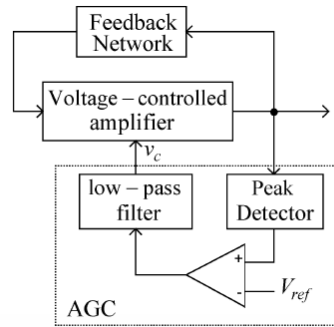 Feedback
Network
Voltage – controlled
amplifier
v_c
low – pass
filter
Peak
Detector
+
-
V_ref
AGC